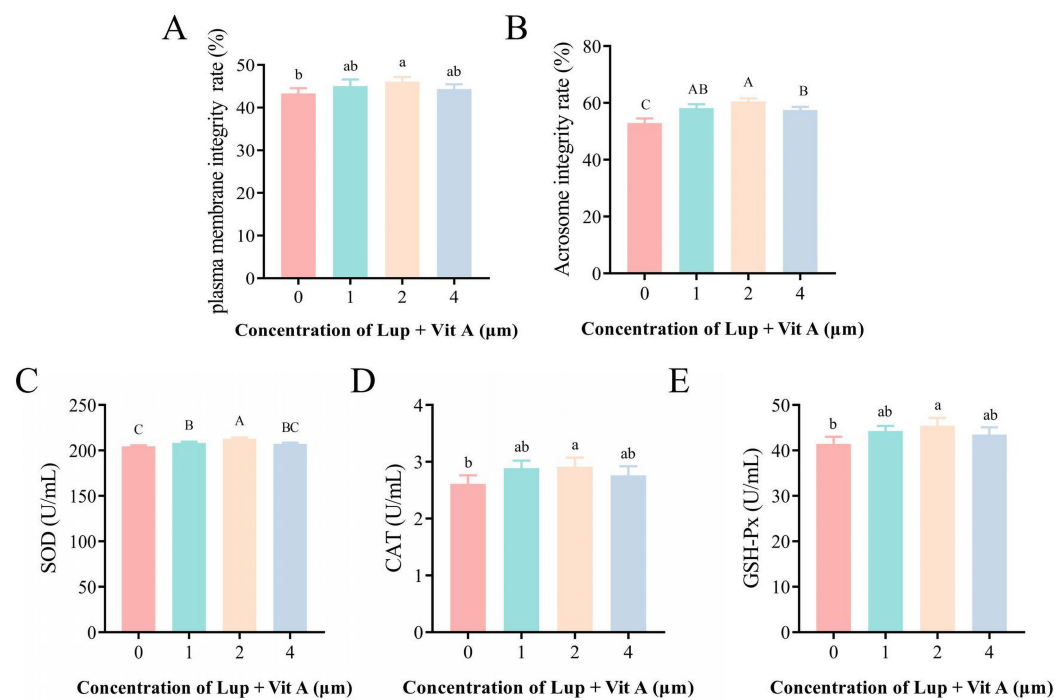 A
plasma membrane integrity rate (%)
50
40
30
20
10
0
b
ab
a
ab
0 1 2 4
Concentration of Lup + Vit A (µm)
B
Acrosome integrity rate (%)
80
60
40
20
0
C
AB
A
B
0 1 2 4
Concentration of Lup + Vit A (µm)
C
SOD (U/mL)
250
200
150
100
50
0
C
B
A
BC
0 1 2 4
Concentration of Lup + Vit A (µm)
D
CAT (U/mL)
4
3
2
1
0
b
ab
a
ab
0 1 2 4
Concentration of Lup + Vit A (µm)
E
GSH-Px (U/mL)
50
40
30
20
10
0
b
ab
a
ab
0 1 2 4
Concentration of Lup + Vit A (µm)